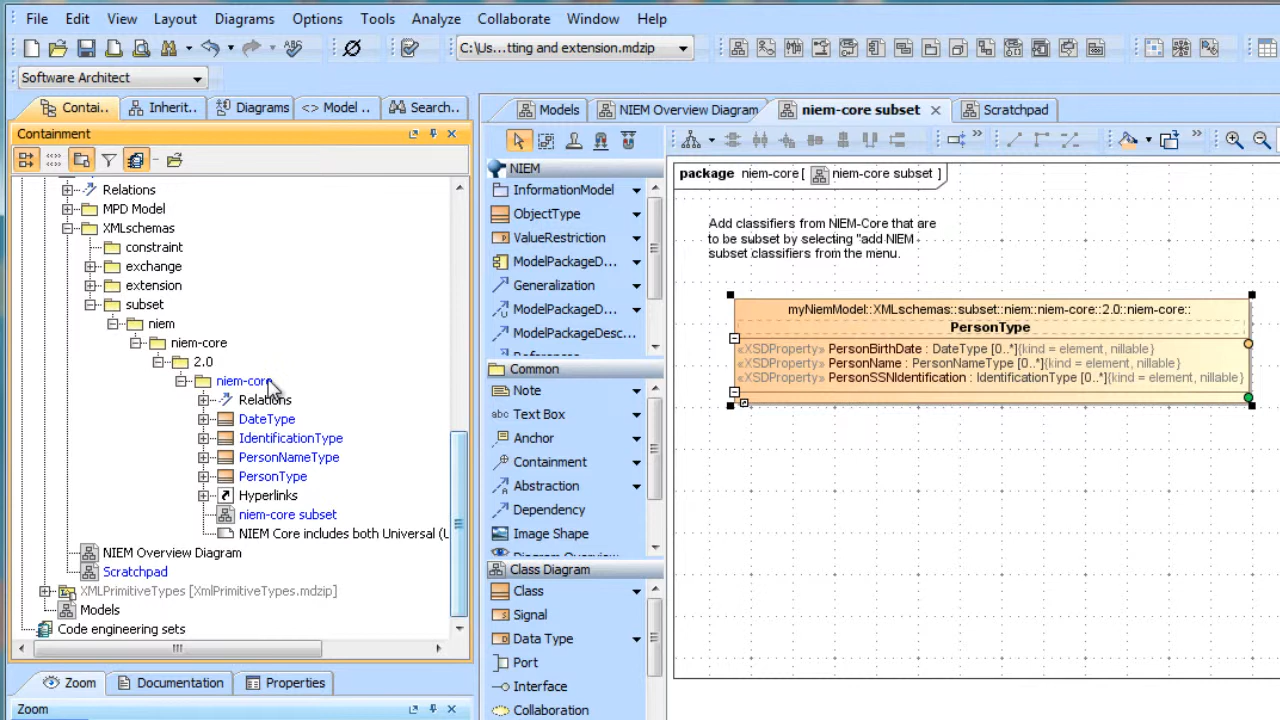 File Edit View Layout Diagrams Options Tools Analyze Collaborate Window Help
C:\Us...tting and extension.mdzip
Software Architect
Contai.. Inherit.. Diagrams <> Model .. Search..
Containment
Relations
MPD Model
XMLschemas
constraint
exchange
extension
subset
niem
niem-core
2.0
niem-core
Relations
DateType
IdentificationType
PersonNameType
PersonType
Hyperlinks
niem-core subset
NIEM Core includes both Universal (U
NIEM Overview Diagram
Scratchpad
XMLPrimitiveTypes [XmlPrimitiveTypes.mdzip]
Models
Code engineering sets
Zoom Documentation Properties
Zoom
Models NIEM Overview Diagram niem-core subset Scratchpad
NIEM
InformationModel
ObjectType
ValueRestriction
ModelPackageD...
Generalization
ModelPackageD...
ModelPackageDesc...
Common
Note
abc Text Box
Anchor
Containment
Abstraction
Dependency
Image Shape
Class Diagram
Class
Signal
Data Type
Port
Interface
Collaboration
package niem-core [ niem-core subset ]
Add classifiers from NIEM-Core that are
to be subset by selecting "add NIEM
subset classifiers from the menu.
myNiemModel::XMLschemas::subset::niem::niem-core::2.0::niem-core::
PersonType
«XSDProperty» PersonBirthDate : DateType [0..*]{kind = element, nillable}
«XSDProperty» PersonName : PersonNameType [0..*]{kind = element, nillable}
«XSDProperty» PersonSSNIdentification : IdentificationType [0..*]{kind = element, nillable}